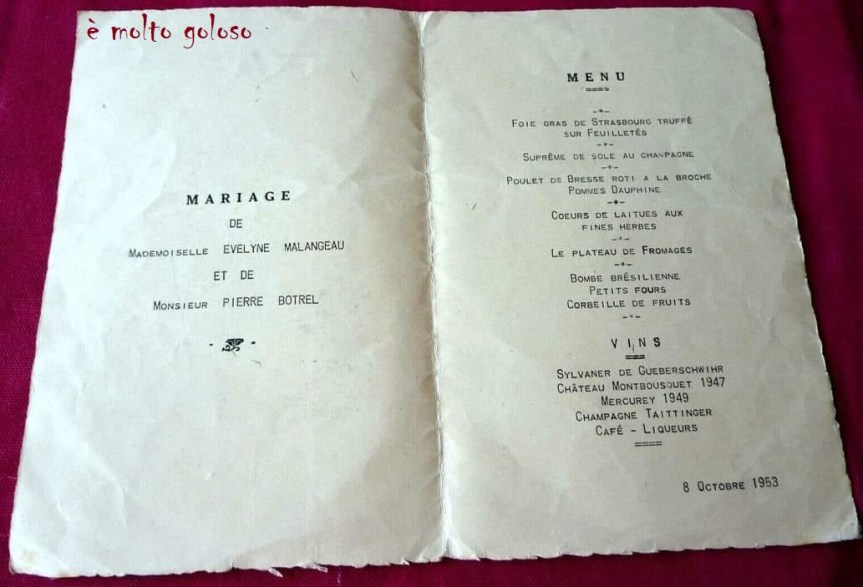 è molto goloso
MARIAGE
DE
MADEMOISELLE EVELYNE MALANGEAU
ET DE
MONSIEUR PIERRE BOTREL
MENU
FOIE GRAS DE STRASBOURG TRUFFÉ
SUR FEUILLETÉS
SUPRÊME DE SOLE AU CHAMPAGNE
POULET DE BRESSE ROTI A LA BROCHE
POMMES DAUPHINE
COEURS DE LAITUES AUX
FINES HERBES
LE PLATEAU DE FROMAGES
BOMBE BRÉSILIENNE
PETITS FOURS
CORBEILLE DE FRUITS
VINS
SYLVANER DE GUEBERSCHWIHR
CHÂTEAU MONTBOUSQUET 1947
MERCUREY 1949
CHAMPAGNE TAITTINGER
CAFÉ - LIQUEURS
8 OCTOBRE 1953